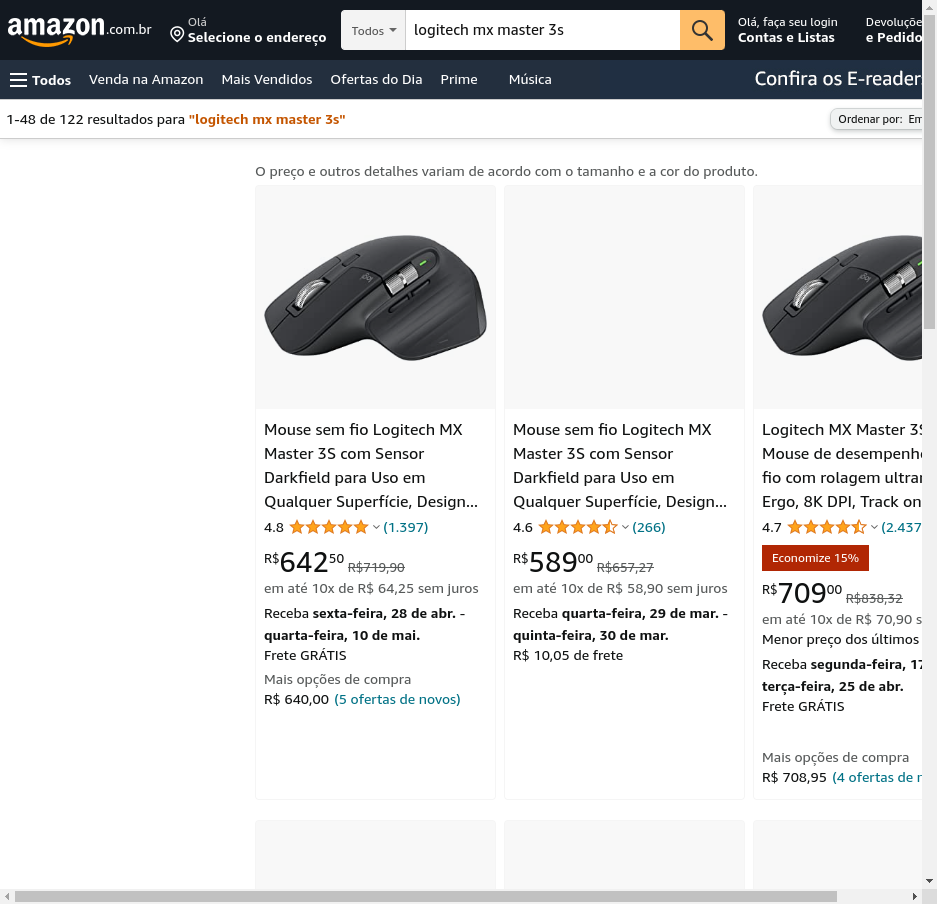 amazon.com.br
Olá
Selecione o endereço
Todos
logitech mx master 3s
Olá, faça seu login
Contas e Listas
Devoluçõe
e Pedido
Todos
Venda na Amazon
Mais Vendidos
Ofertas do Dia
Prime
Música
Confira os E-reader
1-48 de 122 resultados para "logitech mx master 3s"
Ordenar por: Em
O preço e outros detalhes variam de acordo com o tamanho e a cor do produto.
Mouse sem fio Logitech MX
Master 3S com Sensor
Darkfield para Uso em
Qualquer Superfície, Design...
4.8 (1.397)
R$64250 R$719,90
em até 10x de R$ 64,25 sem juros
Receba sexta-feira, 28 de abr. -
quarta-feira, 10 de mai.
Frete GRÁTIS
Mais opções de compra
R$ 640,00 (5 ofertas de novos)
Mouse sem fio Logitech MX
Master 3S com Sensor
Darkfield para Uso em
Qualquer Superfície, Design...
4.6 (266)
R$58900 R$657,27
em até 10x de R$ 58,90 sem juros
Receba quarta-feira, 29 de mar. -
quinta-feira, 30 de mar.
R$ 10,05 de frete
Logitech MX Master 3S
Mouse de desempenho
fio com rolagem ultrar
Ergo, 8K DPI, Track on
4.7 (2.437
Economize 15%
R$70900 R$838,32
em até 10x de R$ 70,90 s
Menor preço dos últimos
Receba segunda-feira, 17
terça-feira, 25 de abr.
Frete GRÁTIS
Mais opções de compra
R$ 708,95 (4 ofertas de n